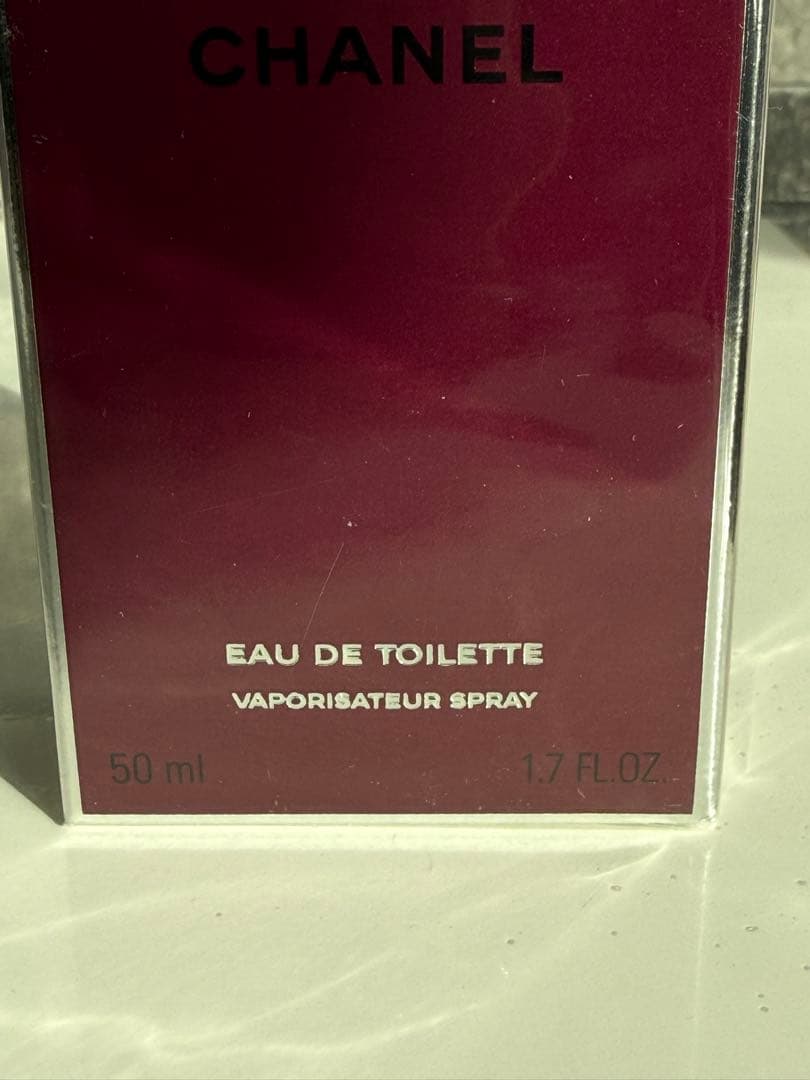 CHANEL
EAU DE TOILETTE
VAPORISATEUR SPRAY
50 ml 1.7 FL.OZ.